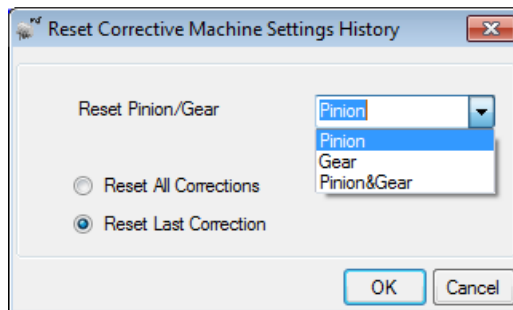 Reset Corrective Machine Settings History
Reset Pinion/Gear
Pinion
Pinion
Gear
Pinion&Gear
Reset All Corrections
Reset Last Correction
OK
Cancel